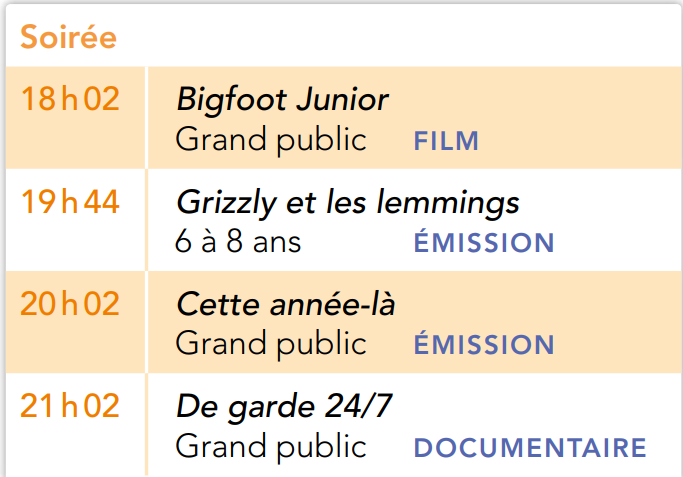 Soirée
18 h 02 Bigfoot Junior
Grand public FILM
19 h 44 Grizzly et les lemmings
6 à 8 ans ÉMISSION
20 h 02 Cette année-là
Grand public ÉMISSION
21 h 02 De garde 24/7
Grand public DOCUMENTAIRE